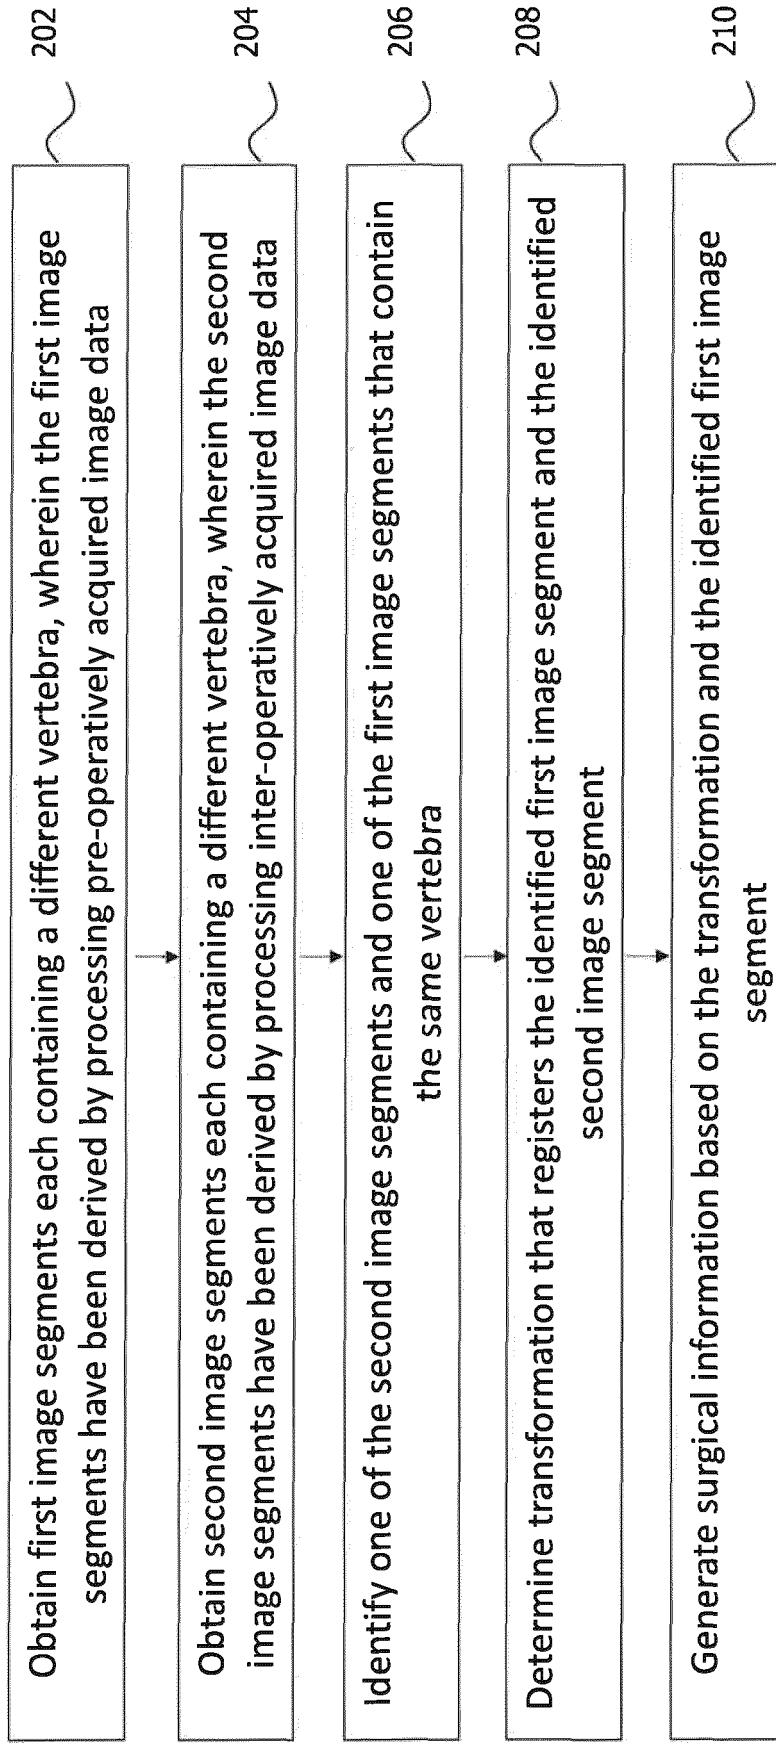 Obtain first image segments each containing a different vertebra, wherein the first image
segments have been derived by processing pre-operatively acquired image data
202
Obtain second image segments each containing a different vertebra, wherein the second
image segments have been derived by processing inter-operatively acquired image data
204
Identify one of the second image segments and one of the first image segments that contain
the same vertebra
206
Determine transformation that registers the identified first image segment and the identified
second image segment
208
Generate surgical information based on the transformation and the identified first image
segment
210